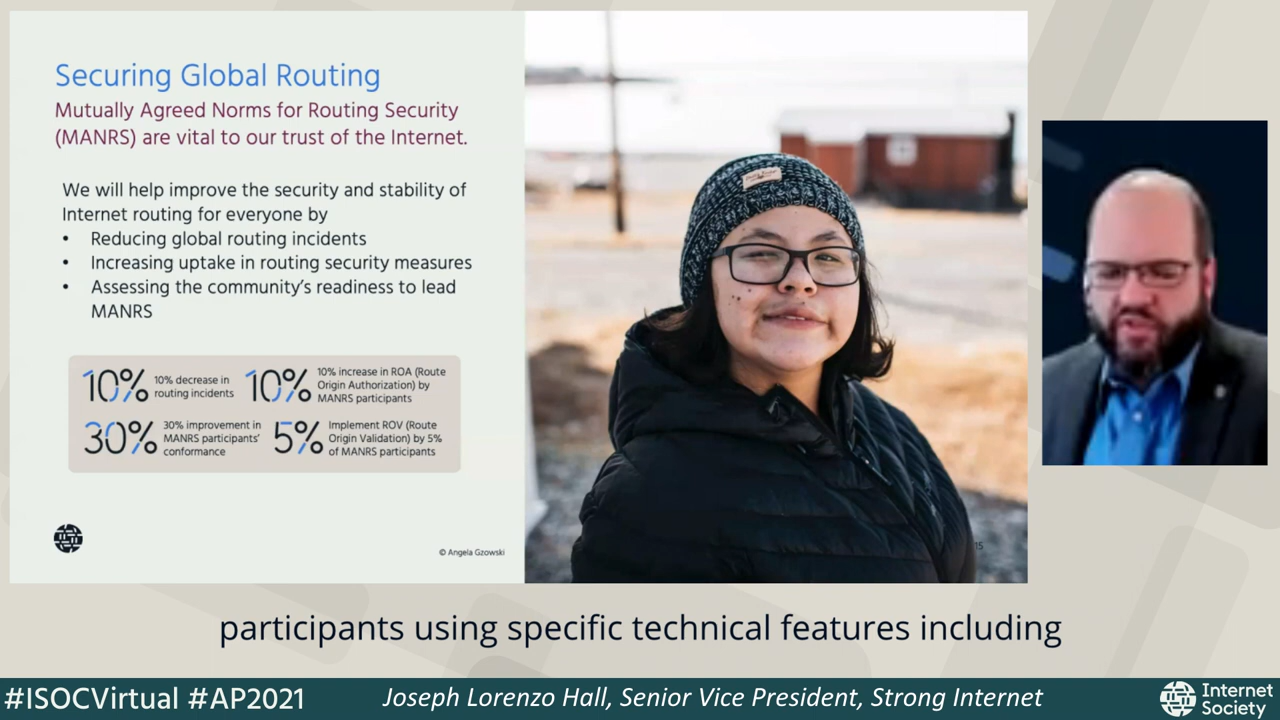 Securing Global Routing
Mutually Agreed Norms for Routing Security
(MANRS) are vital to our trust of the Internet.
We will help improve the security and stability of
Internet routing for everyone by
• Reducing global routing incidents
• Increasing uptake in routing security measures
• Assessing the community's readiness to lead
MANRS
10%
10% decrease in
routing incidents
10%
10% increase in ROA (Route
Origin Authorization) by
MANRS participants
30%
30% improvement in
MANRS participants'
conformance
5%
Implement ROV (Route
Origin Validation) by 5%
of MANRS participants
© Angela Gzowski
15
participants using specific technical features including
#ISOCVirtual #AP2021
Joseph Lorenzo Hall, Senior Vice President, Strong Internet
Internet
Society